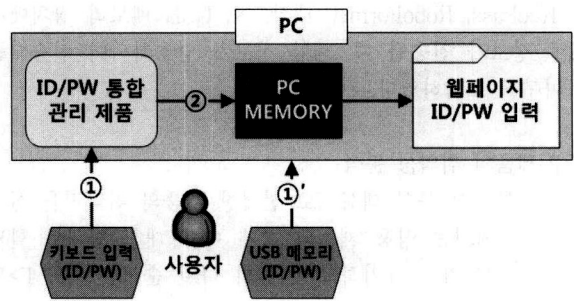 PC
ID/PW 통합
관리 제품
②
PC
MEMORY
웹페이지
ID/PW 입력
①
①′
키보드 입력
(ID/PW)
사용자
USB 메모리
(ID/PW)